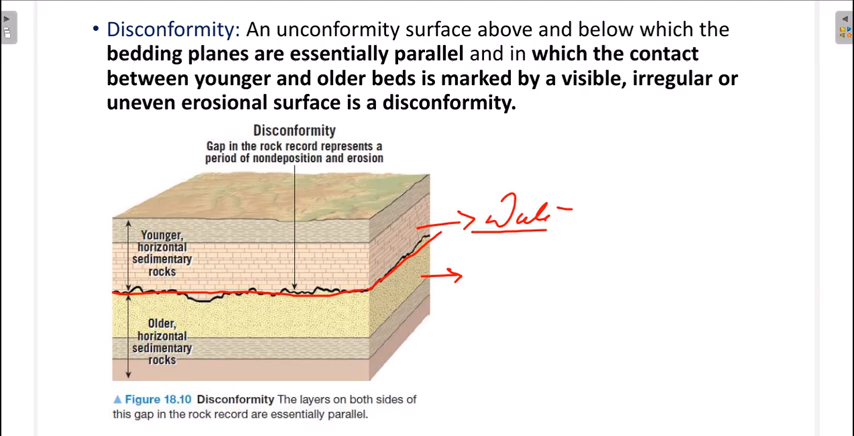 • Disconformity: An unconformity surface above and below which the
bedding planes are essentially parallel and in which the contact
between younger and older beds is marked by a visible, irregular or
uneven erosional surface is a disconformity.
Disconformity
Gap in the rock record represents a
period of nondeposition and erosion
Younger,
horizontal
sedimentary
rocks
Older,
horizontal
sedimentary
rocks
▲ Figure 18.10 Disconformity The layers on both sides of
this gap in the rock record are essentially parallel.